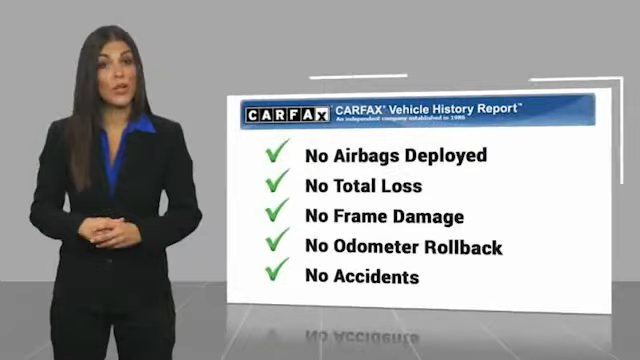 CARFAX CARFAX® Vehicle History Report™
An independent company established in 1986
No Airbags Deployed
No Total Loss
No Frame Damage
No Odometer Rollback
No Accidents